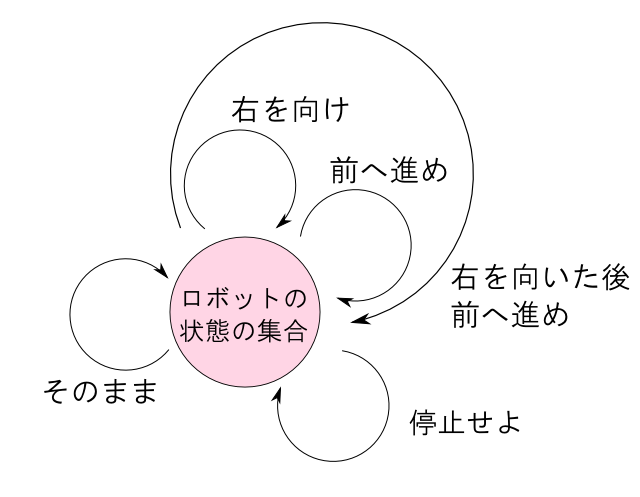 右を向け
前へ進め
右を向いた後
前へ進め
ロボットの
状態の集合
そのまま
停止せよ